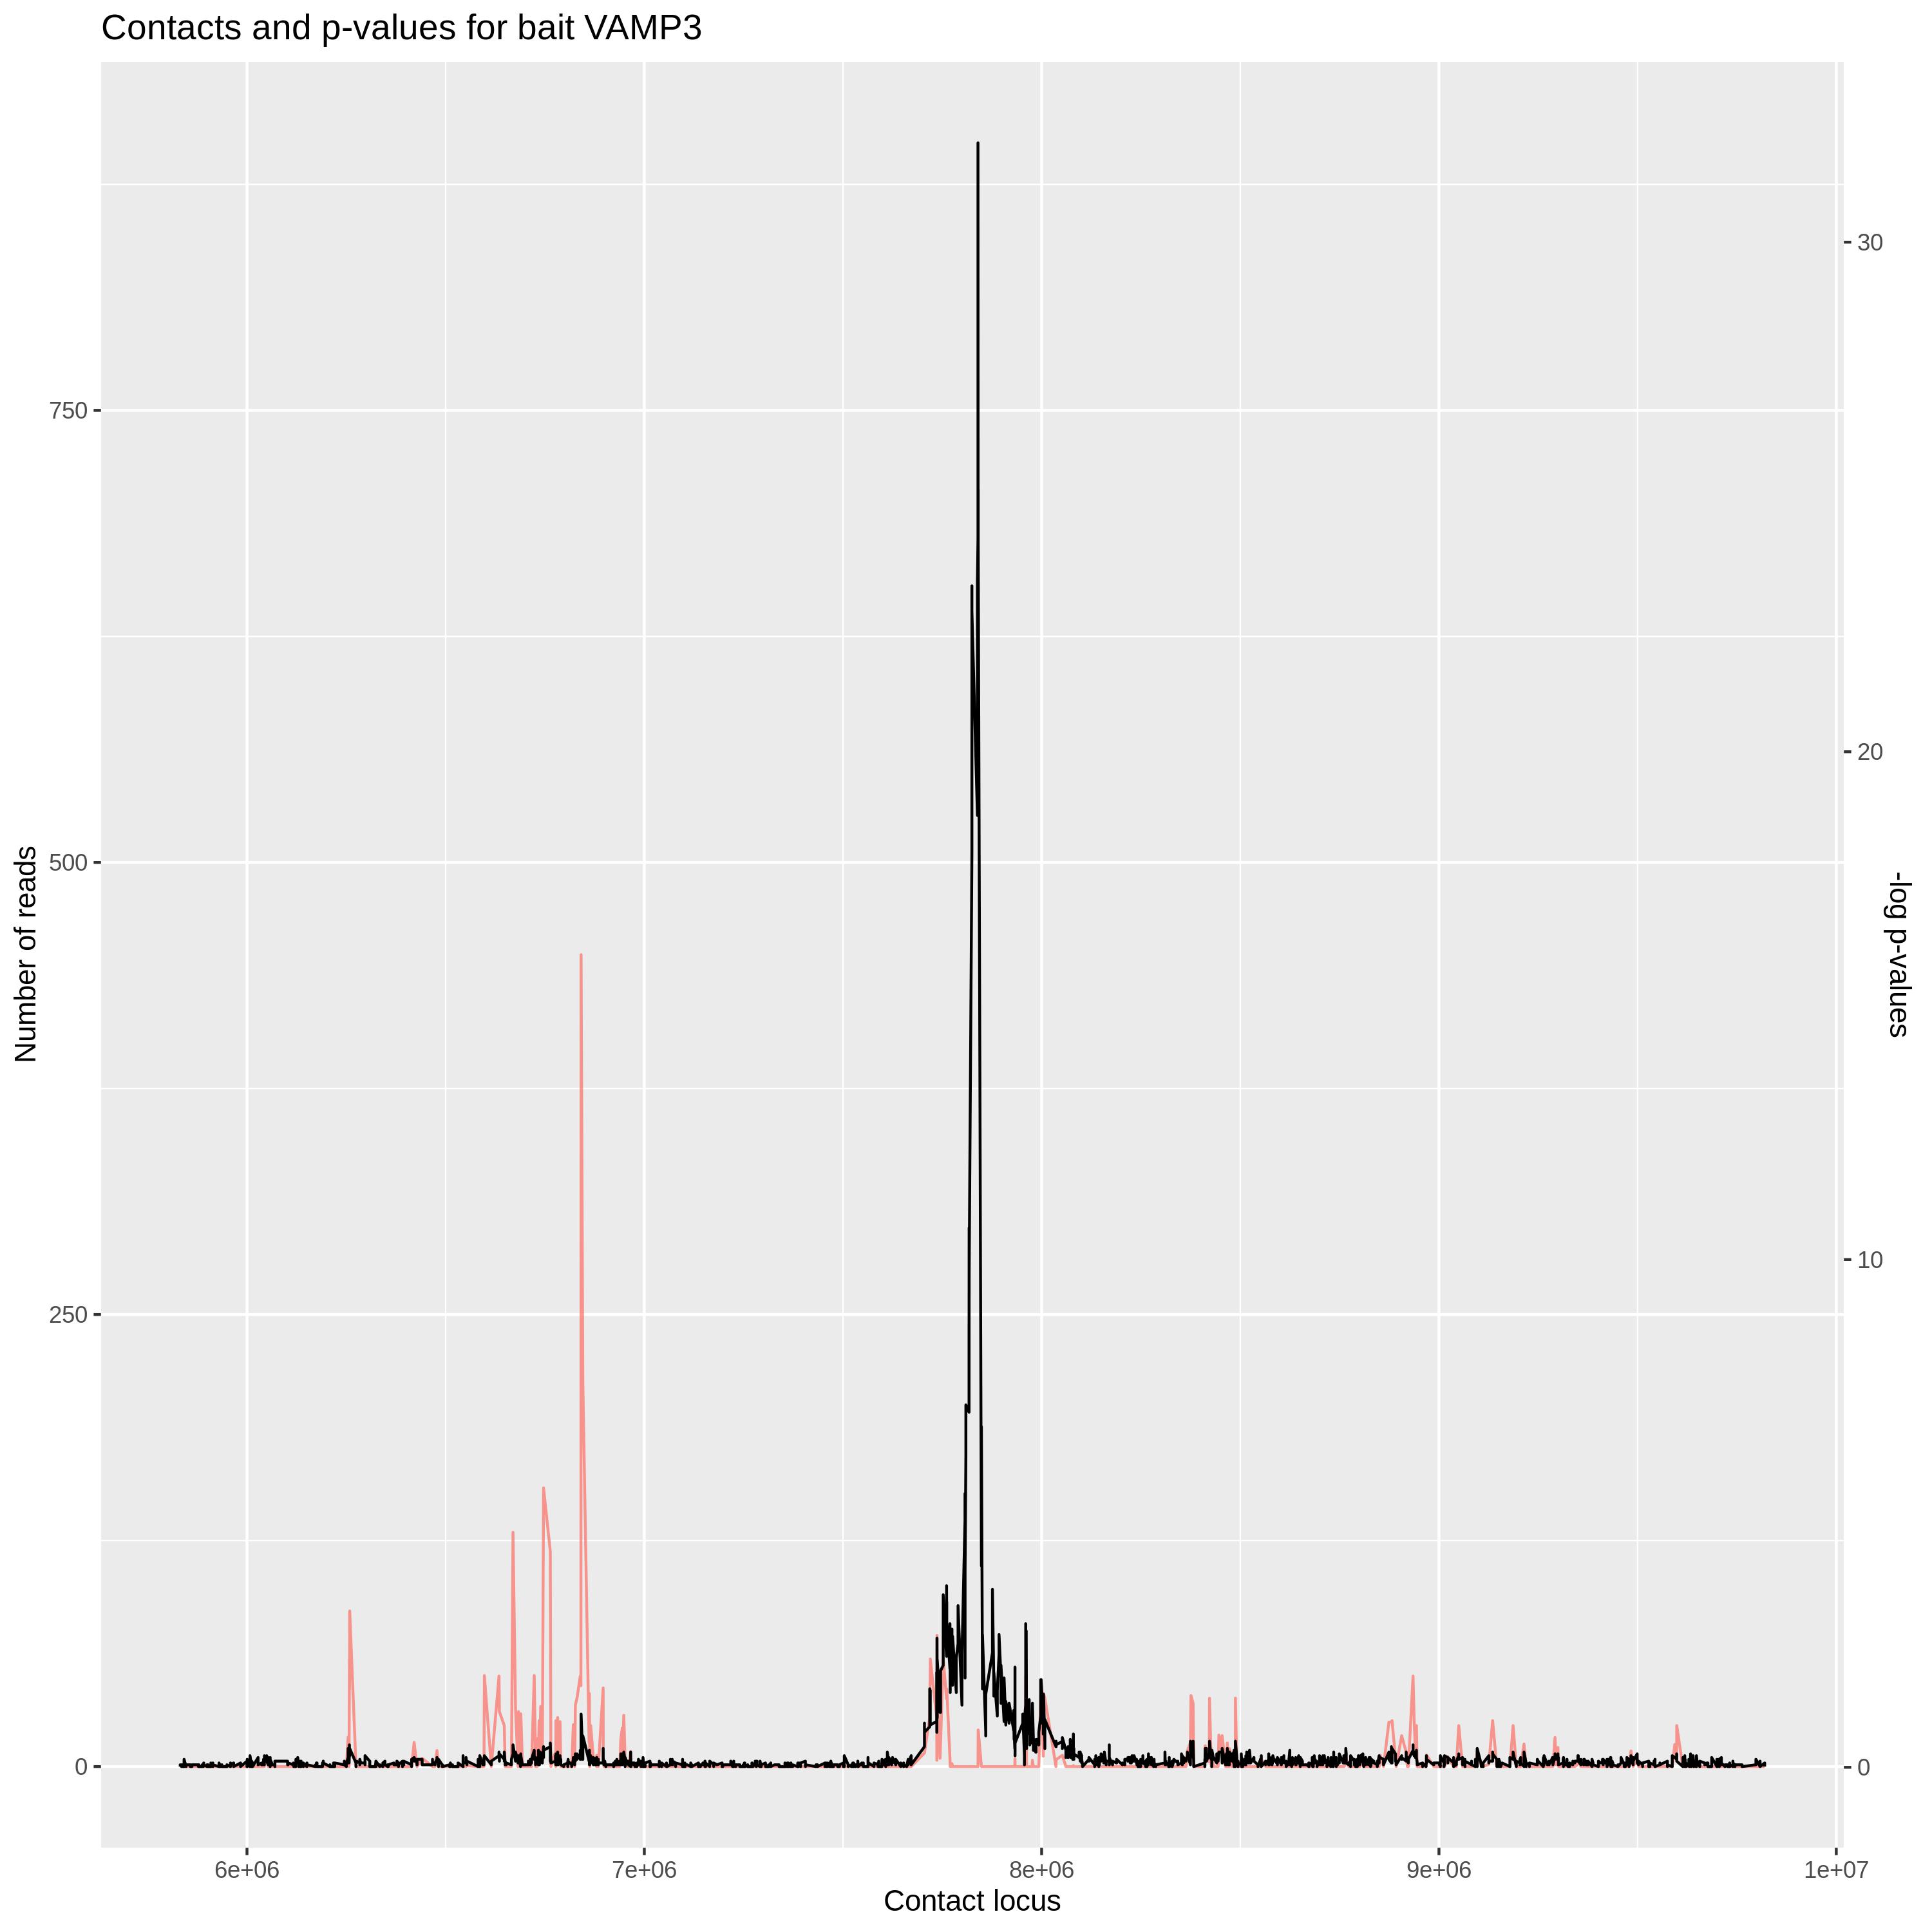 Contacts and p-values for bait VAMP3
30
750
20
500
Number of reads
-log p-values
10
250
0
0
6e+06
7e+06
8e+06
9e+06
1e+07
Contact locus